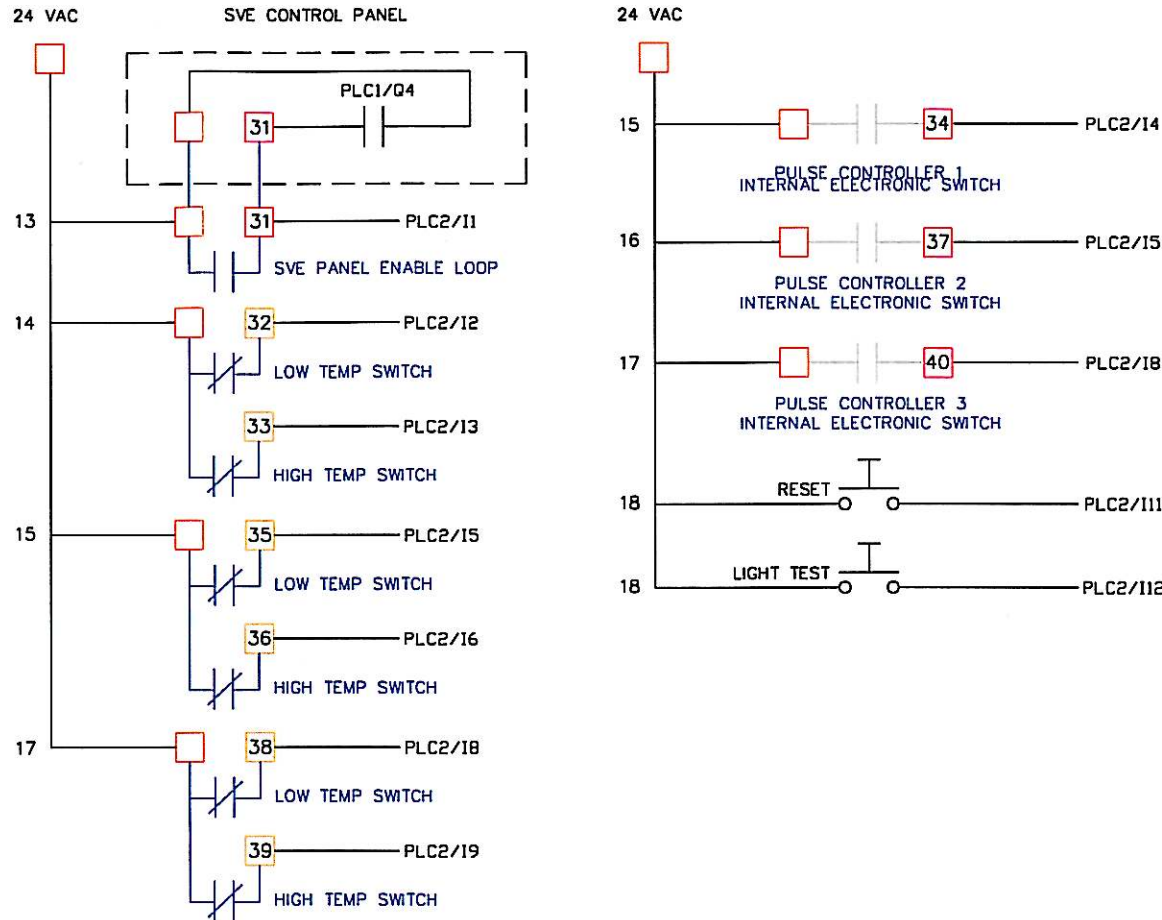 24 VAC
SVE CONTROL PANEL
PLC1/Q4
31
13
31
PLC2/I1
SVE PANEL ENABLE LOOP
14
32
PLC2/I2
LOW TEMP SWITCH
33
PLC2/I3
HIGH TEMP SWITCH
15
35
PLC2/I5
LOW TEMP SWITCH
36
PLC2/I6
HIGH TEMP SWITCH
17
38
PLC2/I8
LOW TEMP SWITCH
39
PLC2/I9
HIGH TEMP SWITCH
24 VAC
15
34
PLC2/I4
PULSE CONTROLLER 1
INTERNAL ELECTRONIC SWITCH
16
37
PLC2/I5
PULSE CONTROLLER 2
INTERNAL ELECTRONIC SWITCH
17
40
PLC2/I8
PULSE CONTROLLER 3
INTERNAL ELECTRONIC SWITCH
RESET
18
PLC2/I11
LIGHT TEST
18
PLC2/I12